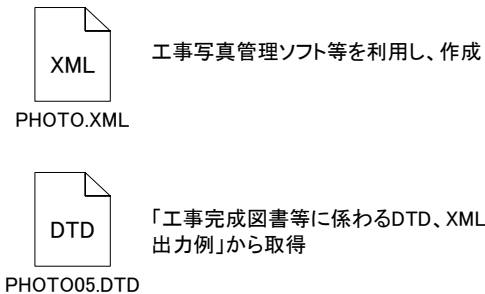 XML
工事写真管理ソフト等を利用し、作成
PHOTO.XML
DTD
「工事完成図書等に係わるDTD、XML
出力例」から取得
PHOTO05.DTD